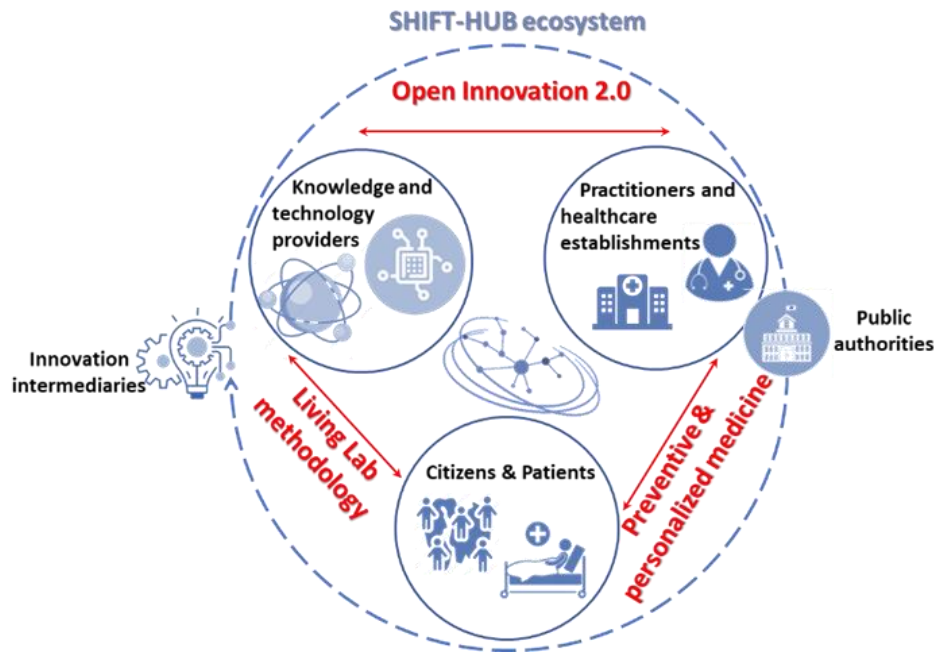 SHIFT-HUB ecosystem
Open Innovation 2.0
Knowledge and
technology
providers
Practitioners and
healthcare
establishments
Innovation
intermediaries
Public
authorities
Living Lab
methodology
Citizens & Patients
Preventive &
personalized medicine